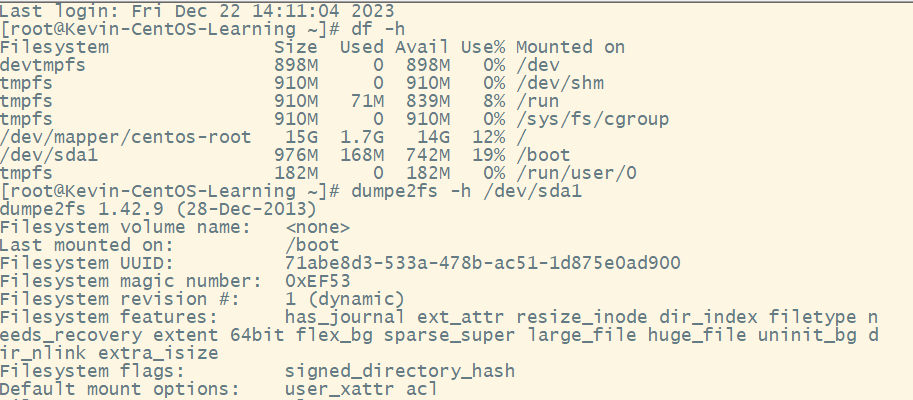 Last login: Fri Dec 22 14:11:04 2023
[root@Kevin-CentOS-Learning ~]# df -h
Filesystem               Size  Used Avail Use% Mounted on
devtmpfs                 898M     0  898M   0% /dev
tmpfs                    910M     0  910M   0% /dev/shm
tmpfs                    910M   71M  839M   8% /run
tmpfs                    910M     0  910M   0% /sys/fs/cgroup
/dev/mapper/centos-root   15G  1.7G   14G  12% /
/dev/sda1                976M  168M  742M  19% /boot
tmpfs                    182M     0  182M   0% /run/user/0
[root@Kevin-CentOS-Learning ~]# dumpe2fs -h /dev/sda1
dumpe2fs 1.42.9 (28-Dec-2013)
Filesystem volume name:   <none>
Last mounted on:          /boot
Filesystem UUID:          71abe8d3-533a-478b-ac51-1d875e0ad900
Filesystem magic number:  0xEF53
Filesystem revision #:    1 (dynamic)
Filesystem features:      has_journal ext_attr resize_inode dir_index filetype n
eeds_recovery extent 64bit flex_bg sparse_super large_file huge_file uninit_bg d
ir_nlink extra_isize
Filesystem flags:         signed_directory_hash
Default mount options:    user_xattr acl